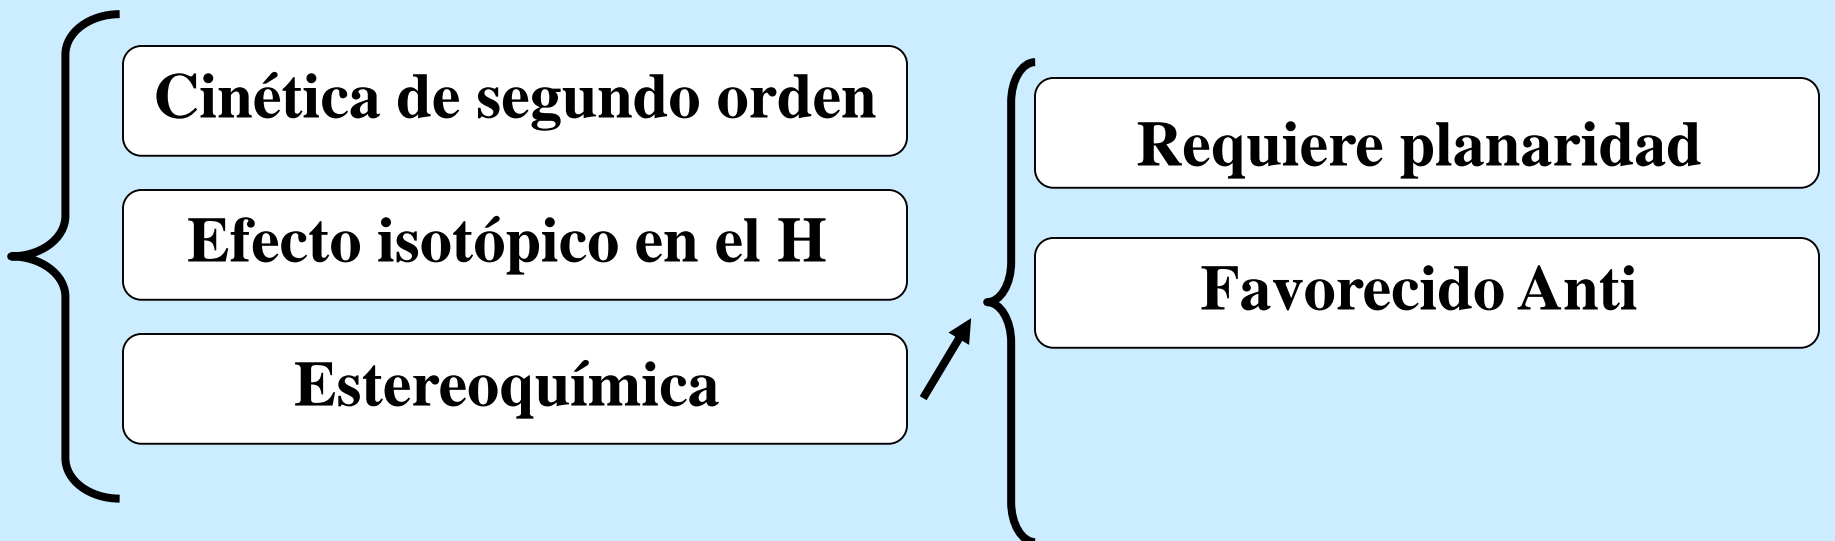 Cinética de segundo orden
Efecto isotópico en el H
Estereoquímica
Requiere planaridad
Favorecido Anti